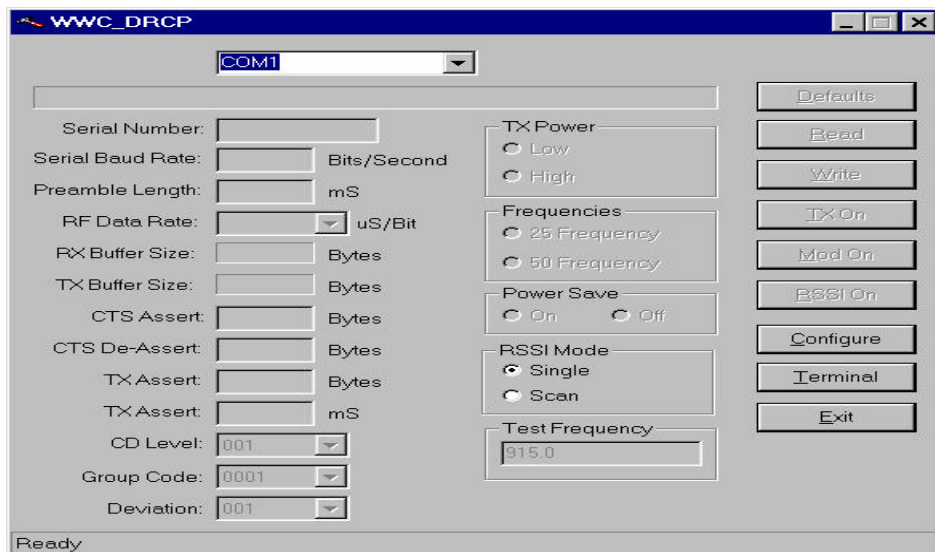 WWC_DRCP
COM1
Serial Number:
Serial Baud Rate: Bits/Second
Preamble Length: mS
RF Data Rate: uS/Bit
RX Buffer Size: Bytes
TX Buffer Size: Bytes
CTS Assert: Bytes
CTS De-Assert: Bytes
TX Assert: Bytes
TX Assert: mS
CD Level: 001
Group Code: 0001
Deviation: 001
TX Power
Low
High
Frequencies
25 Frequency
50 Frequency
Power Save
On Off
RSSI Mode
Single
Scan
Test Frequency
915.0
Defaults
Read
Write
TX On
Mod On
RSSI On
Configure
Terminal
Exit
Ready